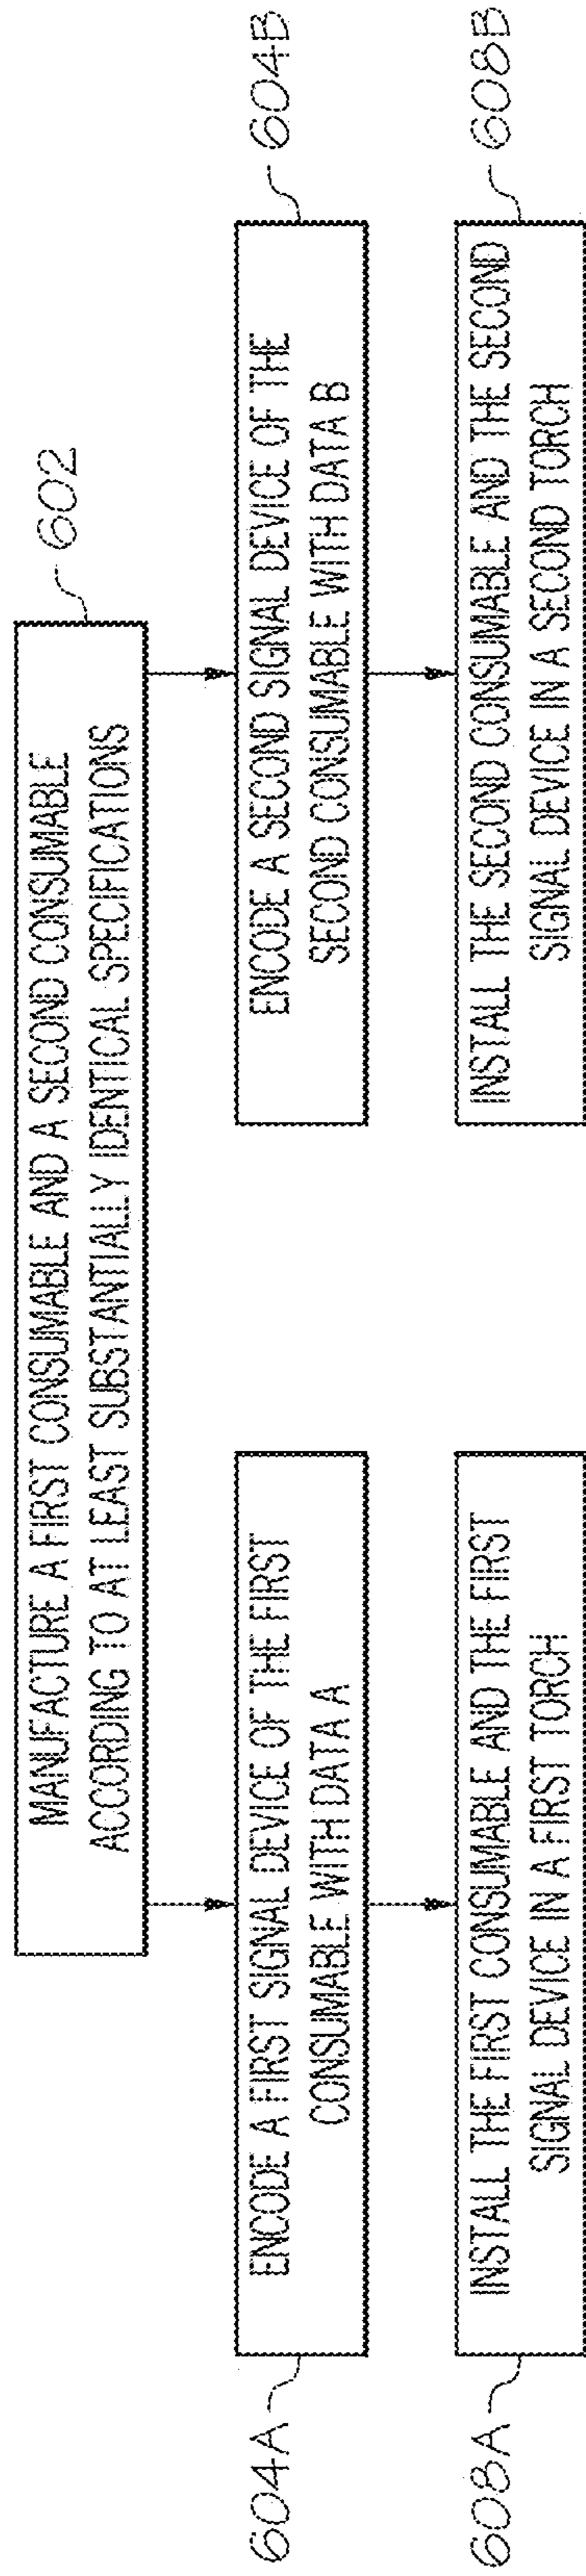 MANUFACTURE A FIRST CONSUMABLE AND A SECOND CONSUMABLE
ACCORDING TO AT LEAST SUBSTANTIALLY IDENTICAL SPECIFICATIONS
602
604A
ENCODE A FIRST SIGNAL DEVICE OF THE FIRST
CONSUMABLE WITH DATA A
ENCODE A SECOND SIGNAL DEVICE OF THE
SECOND CONSUMABLE WITH DATA B
604B
608A
INSTALL THE FIRST CONSUMABLE AND THE FIRST
SIGNAL DEVICE IN A FIRST TORCH
INSTALL THE SECOND CONSUMABLE AND THE SECOND
SIGNAL DEVICE IN A SECOND TORCH
608B